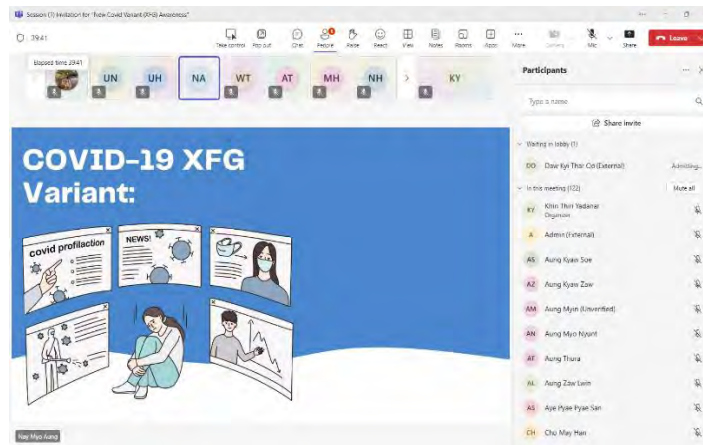 Session (1) Invitation for "New Covid Variant (XFG) Awareness"
39:41
Take control
Pop out
Chat
People
Raise
React
View
Notes
Rooms
Apps
More
Camera
Mic
Share
Leave
Elapsed time 39:41
UN
UH
NA
WT
AT
MH
NH
KY
COVID-19 XFG
Variant:
covid profilaction
NEWS!
Nay Myo Aung
Participants
Type a name
Share invite
Waiting in lobby (1)
Daw Kyi Thar Oo (External)
Admitting...
In this meeting (122)
Mute all
KY
Khin Thiri Yadanar
Organizer
A
Admin (External)
AS
Aung Kyaw Soe
AZ
Aung Kyaw Zaw
AM
Aung Myin (Unverified)
AN
Aung Myo Nyunt
AT
Aung Thura
AL
Aung Zaw Lwin
AS
Aye Pyae Pyae San
CH
Cho May Han